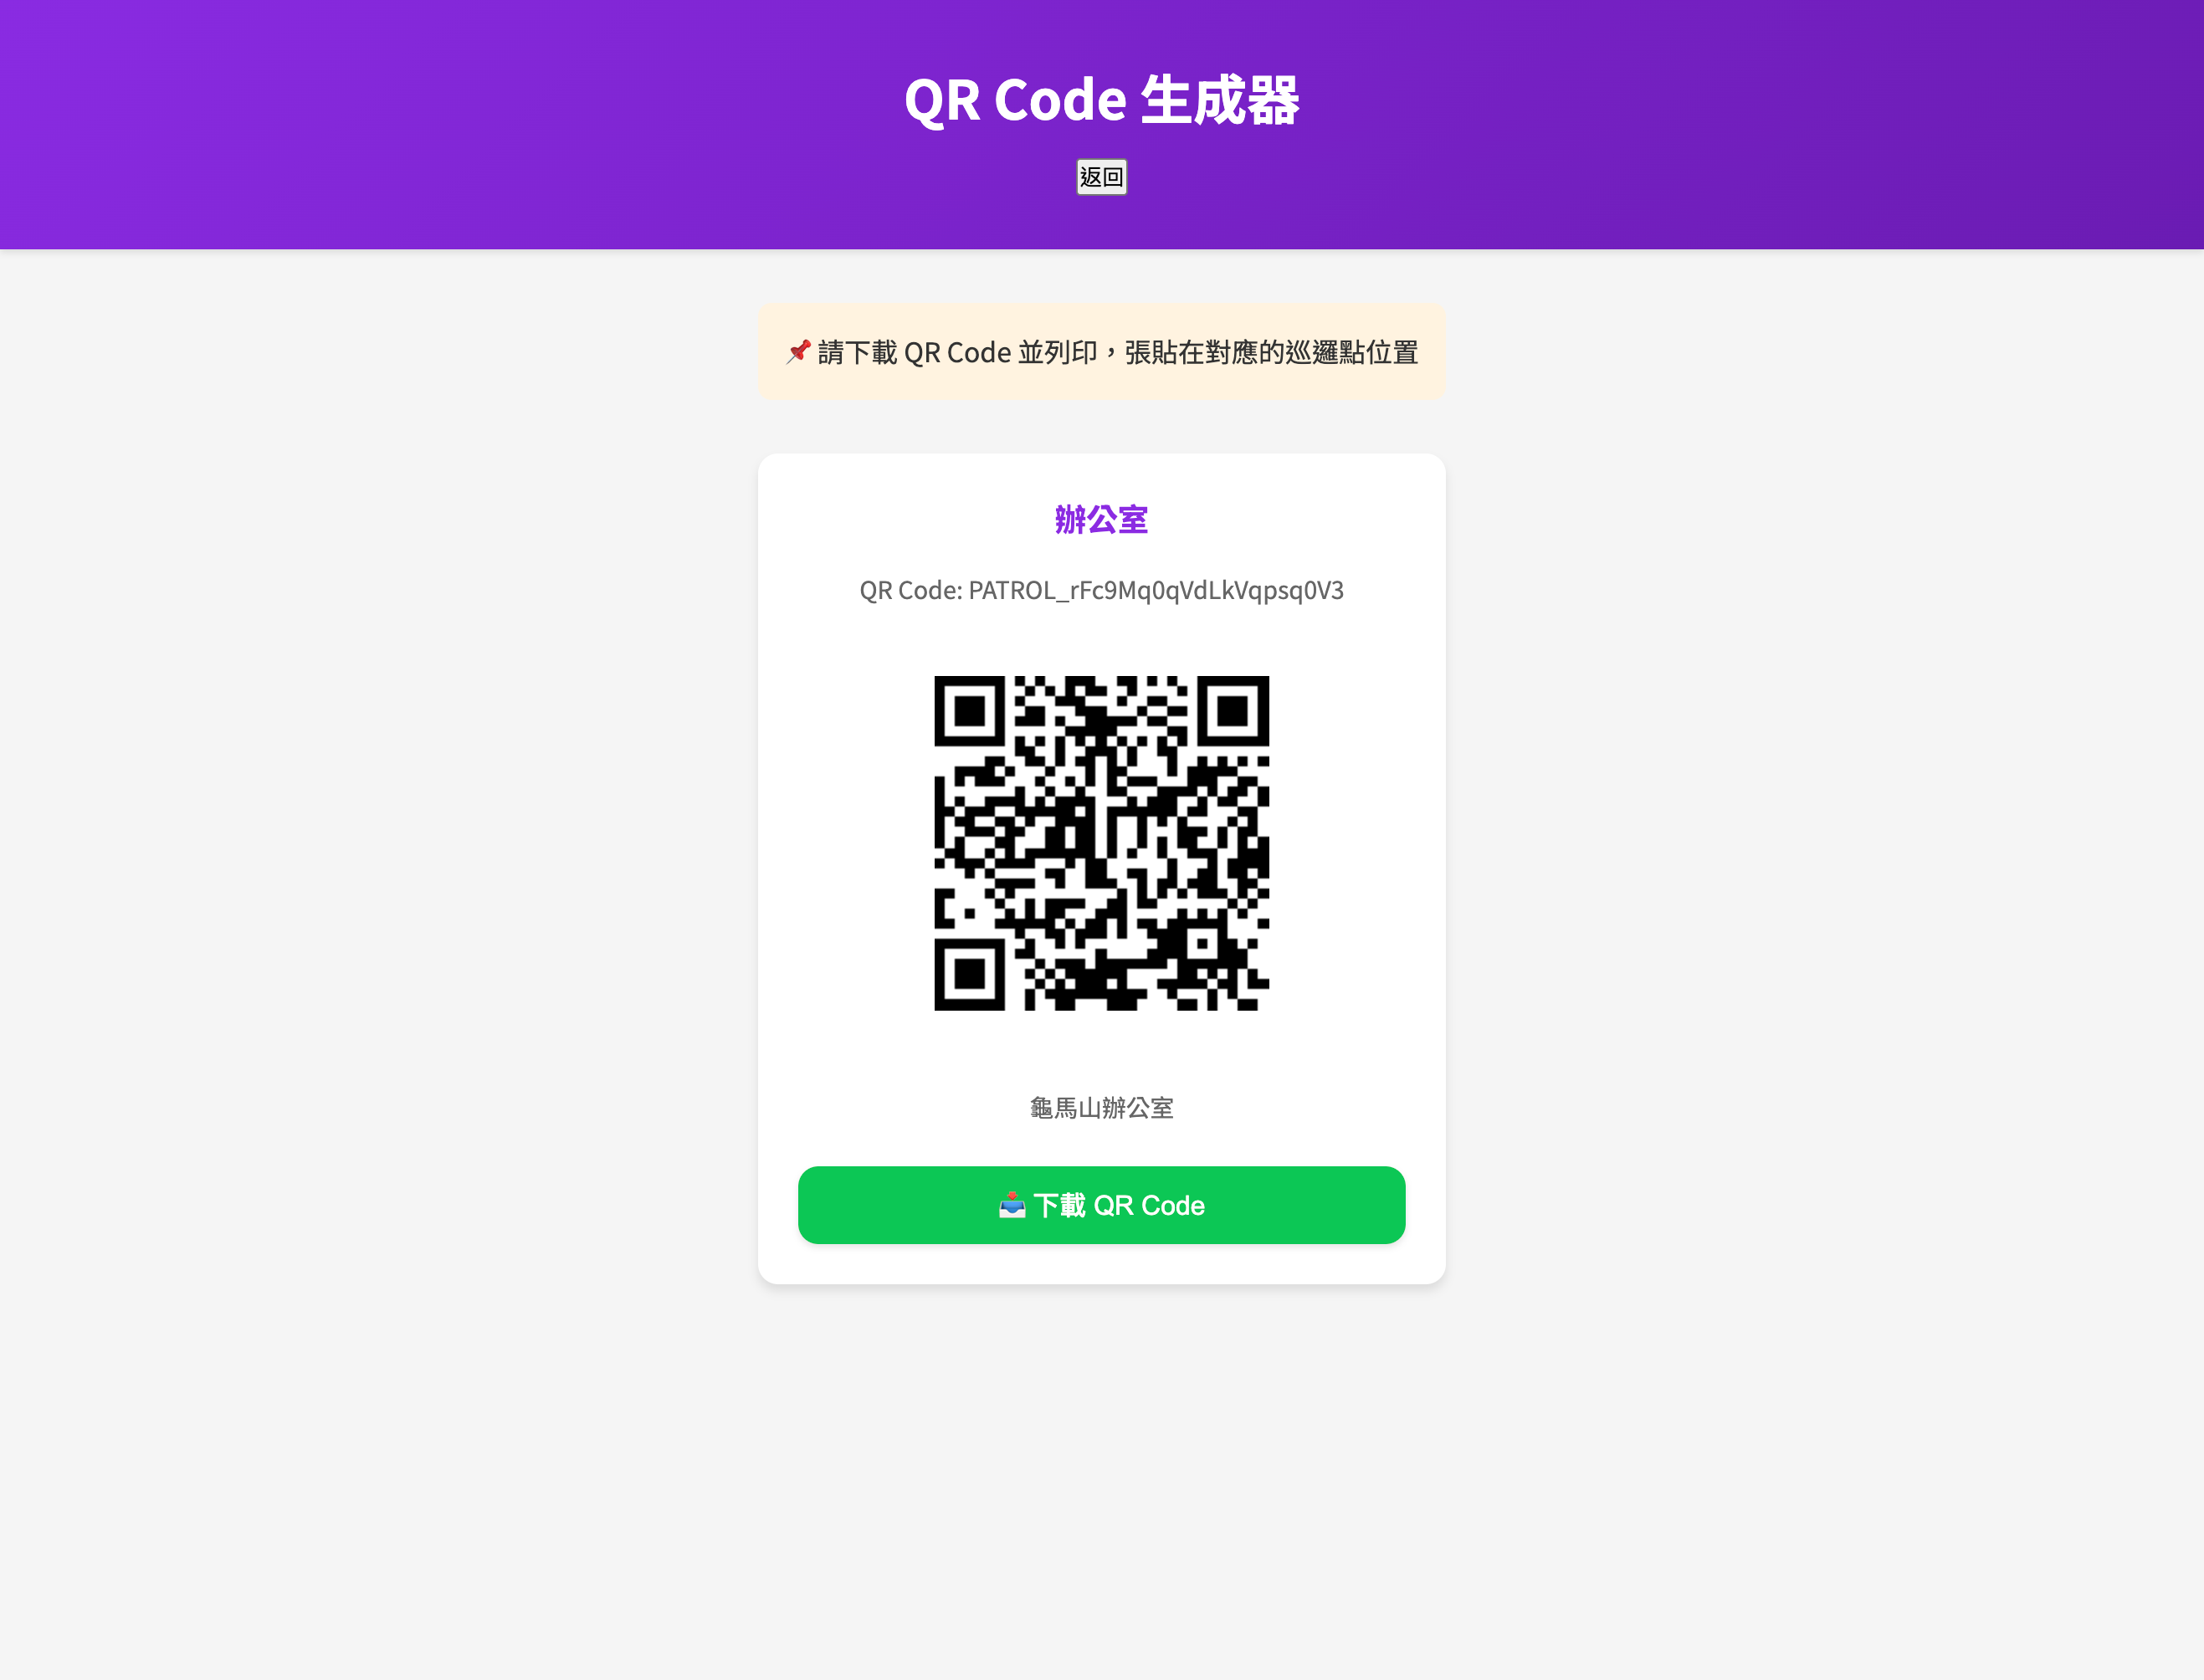 QR Code 生成器
返回
📌 請下載 QR Code 並列印，張貼在對應的巡邏點位置
辦公室
QR Code: PATROL_rFc9Mq0qVdLkVqpsq0V3
龜馬山辦公室
📥 下載 QR Code